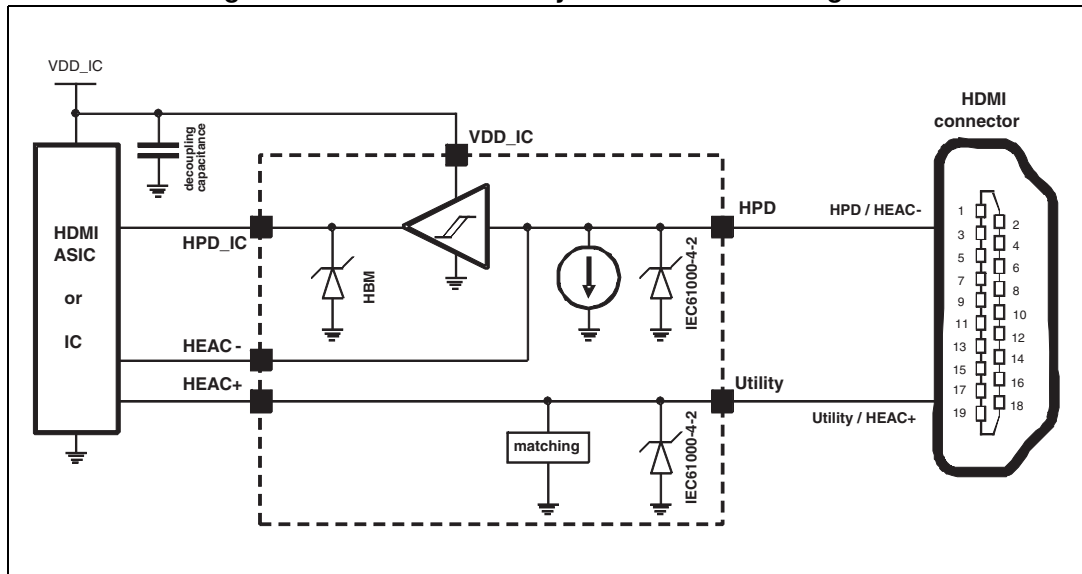 VDD_IC
decoupling
capacitance
VDD_IC
HDMI
connector
HDMI
ASIC
or
IC
HPD_IC
HBM
IEC61000-4-2
HPD
HPD / HEAC-
HEAC -
HEAC+
matching
IEC61000-4-2
Utility
Utility / HEAC+
1
2
3
4
5
6
7
8
9
10
11
12
13
14
15
16
17
18
19